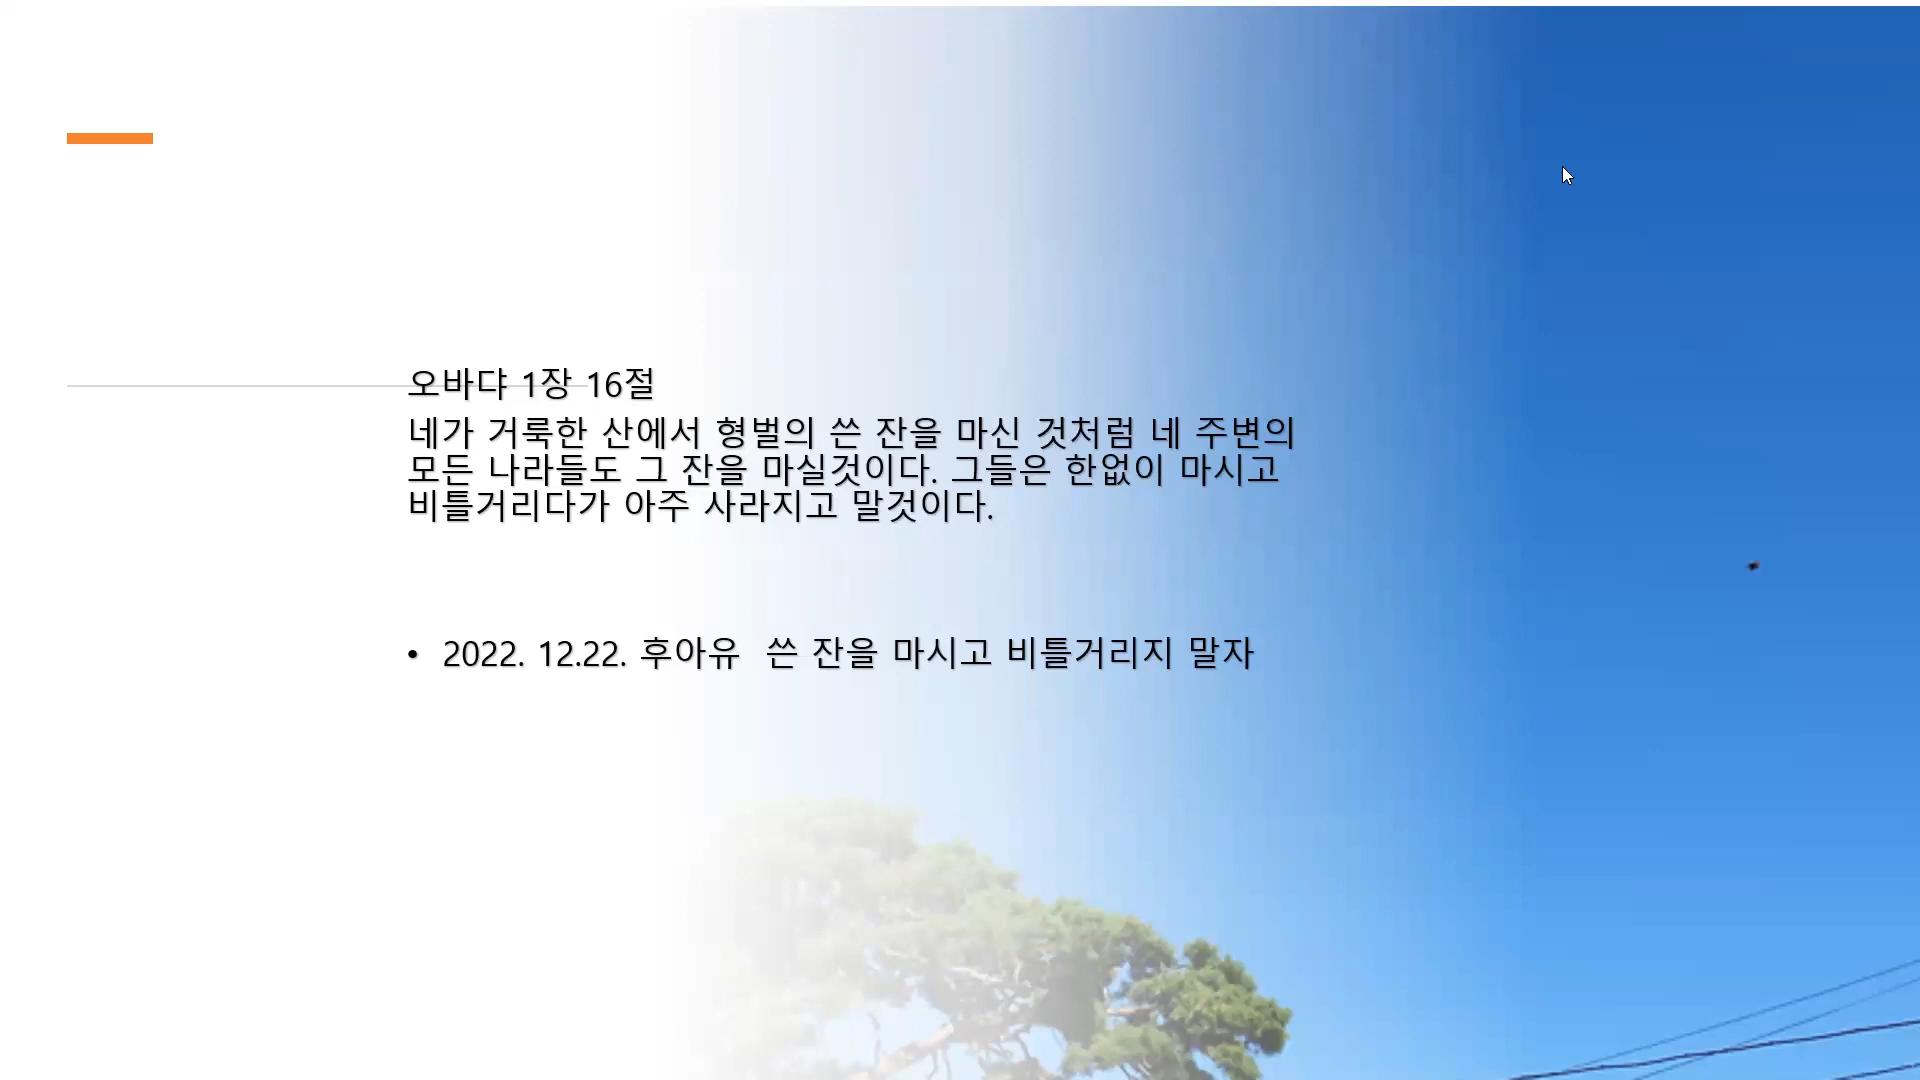 오바댜 1장 16절
네가 거룩한 산에서 형벌의 쓴 잔을 마신 것처럼 네 주변의
모든 나라들도 그 잔을 마실것이다. 그들은 한없이 마시고
비틀거리다가 아주 사라지고 말것이다.
• 2022. 12.22. 후아유 쓴 잔을 마시고 비틀거리지 말자